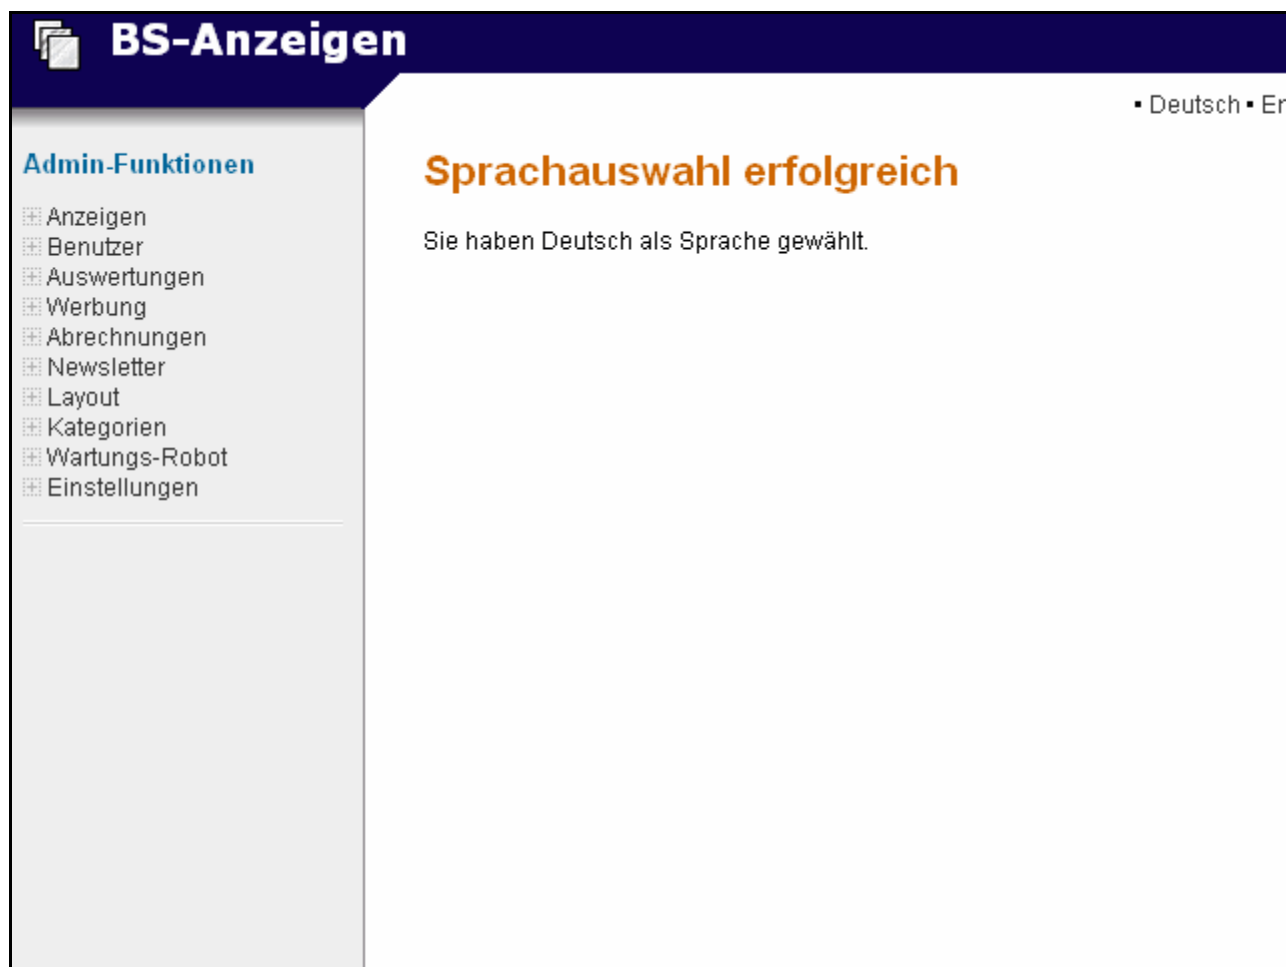 BS-Anzeigen
▪ Deutsch ▪ 
Admin-Funktionen
Anzeigen
Benutzer
Auswertungen
Werbung
Abrechnungen
Newsletter
Layout
Kategorien
Wartungs-Robot
Einstellungen
Sprachauswahl erfolgreich
Sie haben Deutsch als Sprache gewählt.